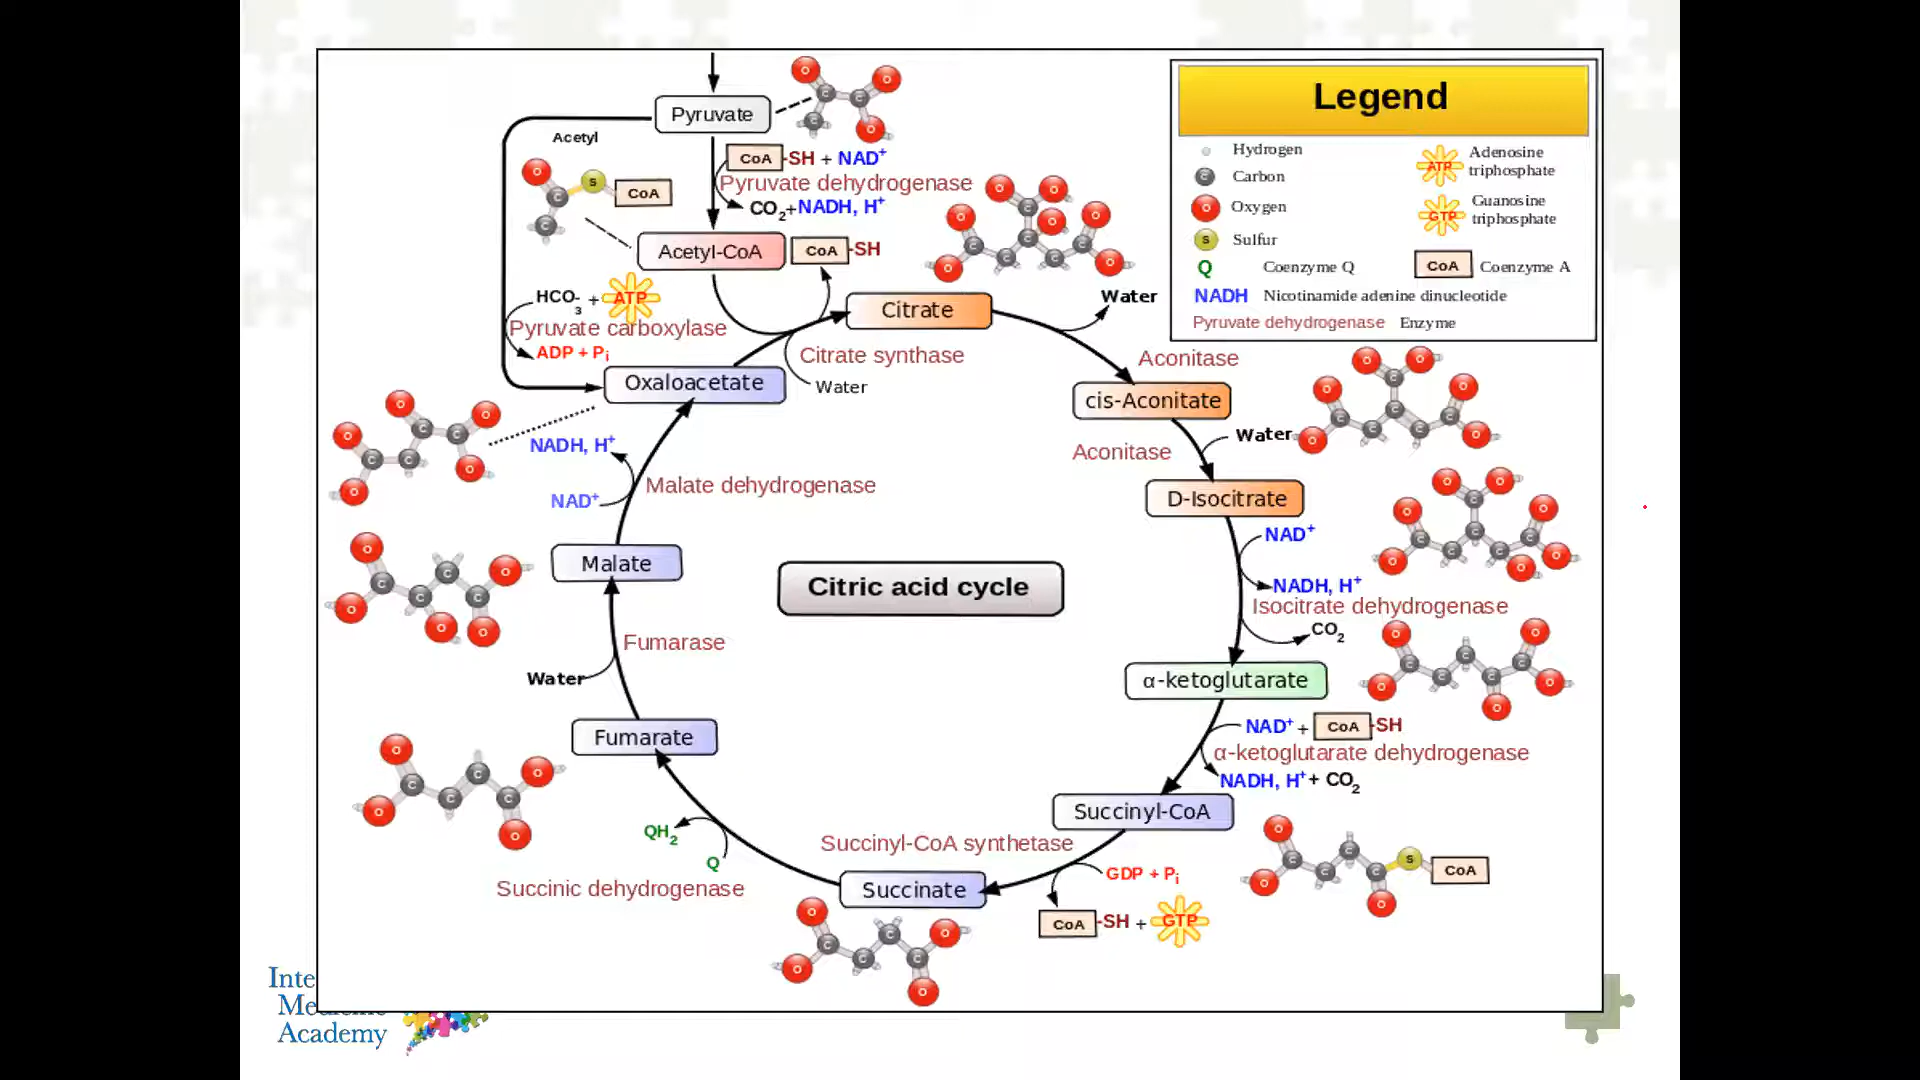 Pyruvate
Acetyl
CoA-SH + NAD+
Pyruvate dehydrogenase
CO2+NADH, H+
S CoA
Acetyl-CoA
CoA-SH
HCO3- + ATP
Pyruvate carboxylase
ADP + Pi
Citrate
Water
Citrate synthase
Water
Oxaloacetate
Aconitase
cis-Aconitate
Aconitase
Water
D-Isocitrate
NAD+
NADH, H+
Isocitrate dehydrogenase
CO2
α-ketoglutarate
NAD+ + CoA-SH
α-ketoglutarate dehydrogenase
NADH, H+ + CO2
Succinyl-CoA
S CoA
Succinyl-CoA synthetase
GDP + Pi
CoA-SH + GTP
Succinate
Q
QH2
Succinic dehydrogenase
Fumarate
Water
Fumarase
Malate
NAD+
NADH, H+
Malate dehydrogenase
Citric acid cycle
Legend
Hydrogen
Carbon
Oxygen
S Sulfur
Q Coenzyme Q
NADH Nicotinamide adenine dinucleotide
Pyruvate dehydrogenase Enzyme
ATP Adenosine
triphosphate
GTP Guanosine
triphosphate
CoA Coenzyme A
Academy